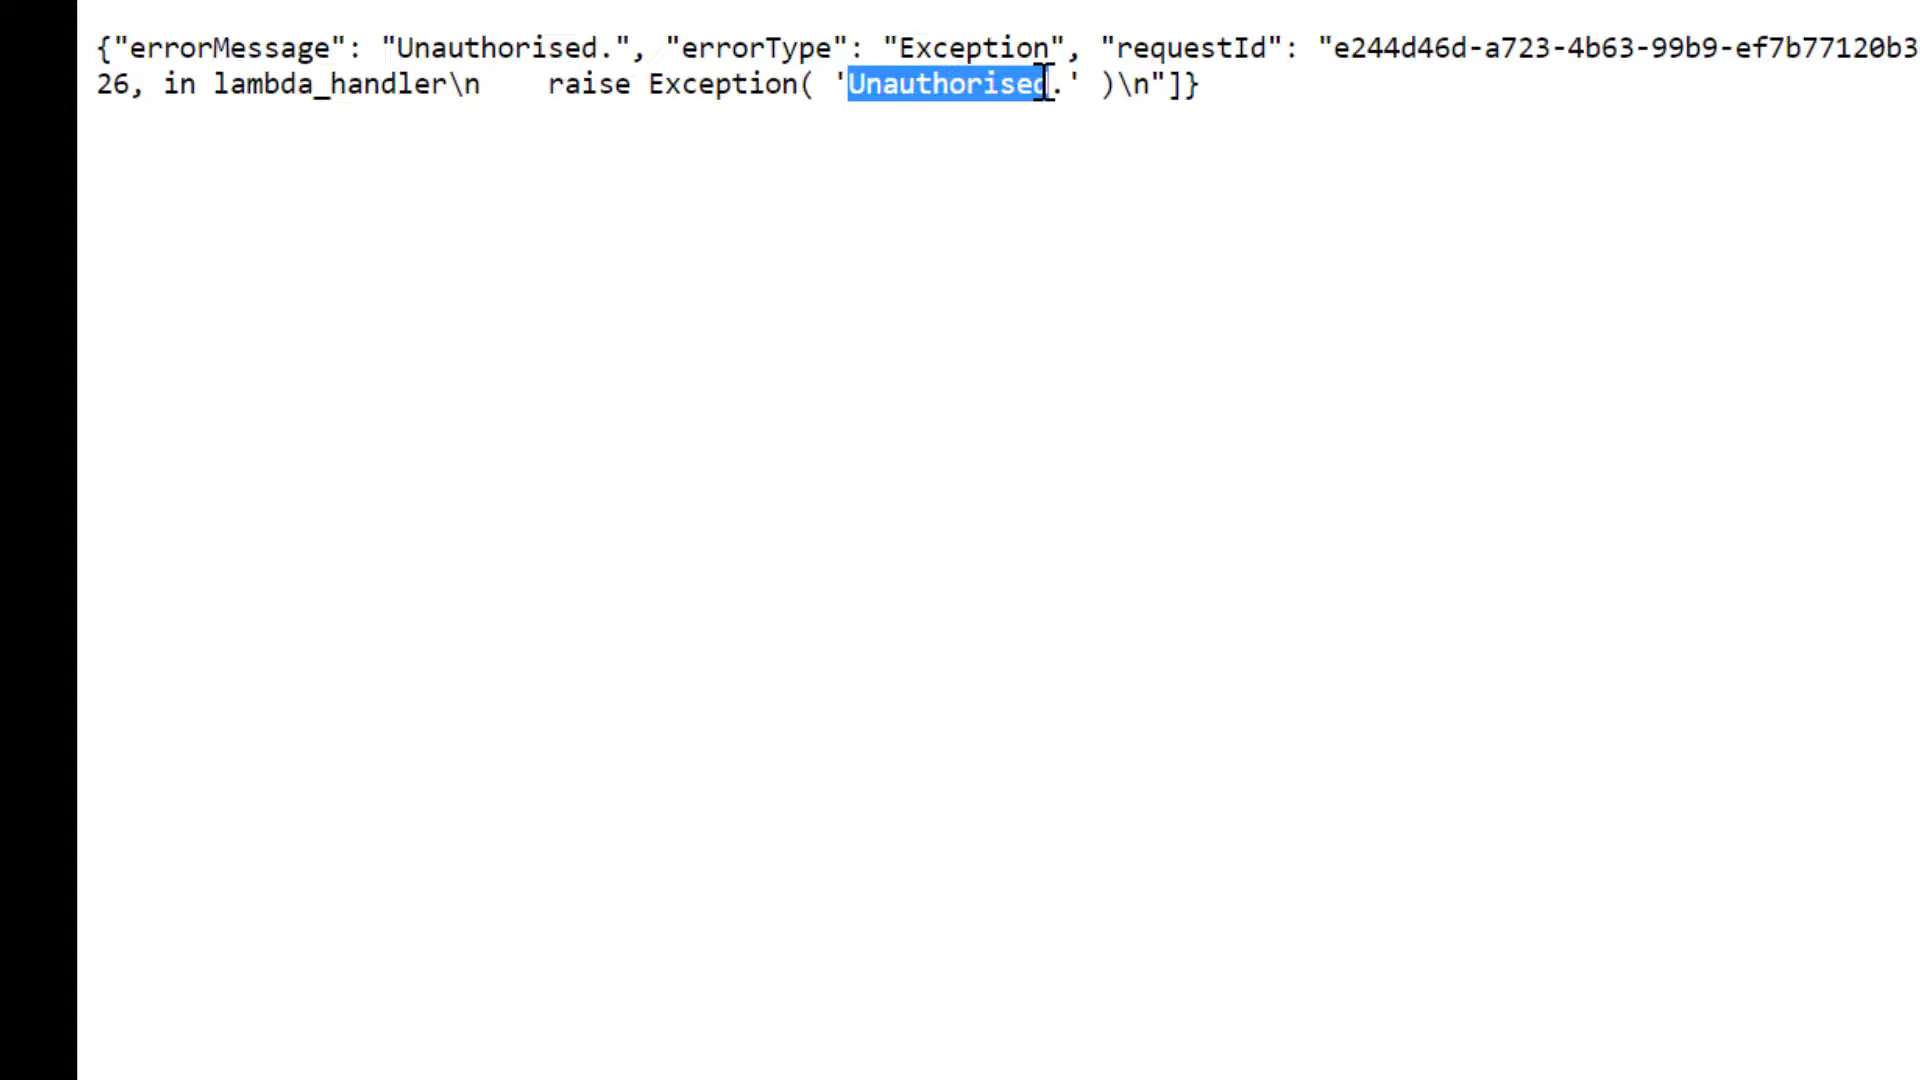 {"errorMessage": "Unauthorised.", "errorType": "Exception", "requestId": "e244d46d-a723-4b63-99b9-ef7b77120b3
26, in lambda_handler\n    raise Exception( 'Unauthorised.' )\n"]}